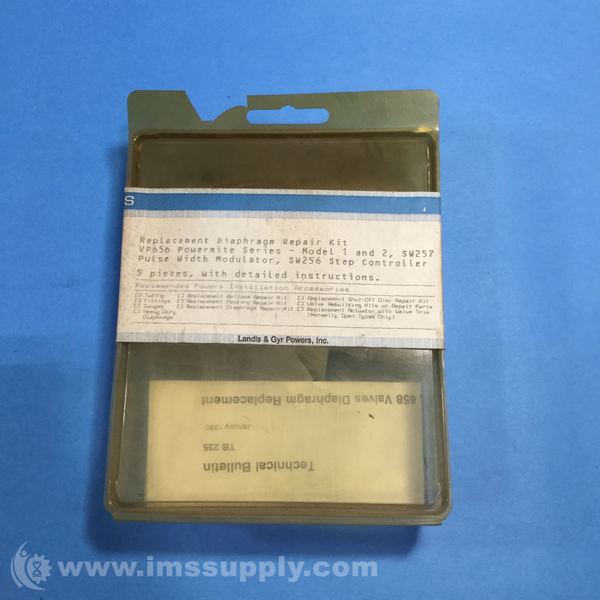 S
Replacement Diaphragm Repair Kit
VP656 Powermite Series - Model 1 and 2, SW257
Pulse Width Modulator, SW256 Step Controller
5 pieces, with detailed instructions.
Recommended Powers Installation Accessories
[] Tubing [] Replacement Bellows Repair Kit [] Replacement Shut-Off Disc Repair Kit
[] Fittings [] Replacement Packing Repair Kit [] Valve Rebuilding Kits or Repair Parts
[] Gauges [] Replacement Diaphragm Repair Kit [] Replacement Actuator with Valve Trim
[] Heavy Duty (Normally Open Types Only)
Diaphragm
Landis & Gyr Powers, Inc.
Technical Bulletin
TB 235
January
658 Valves Diaphragm Replacement
www.imssupply.com